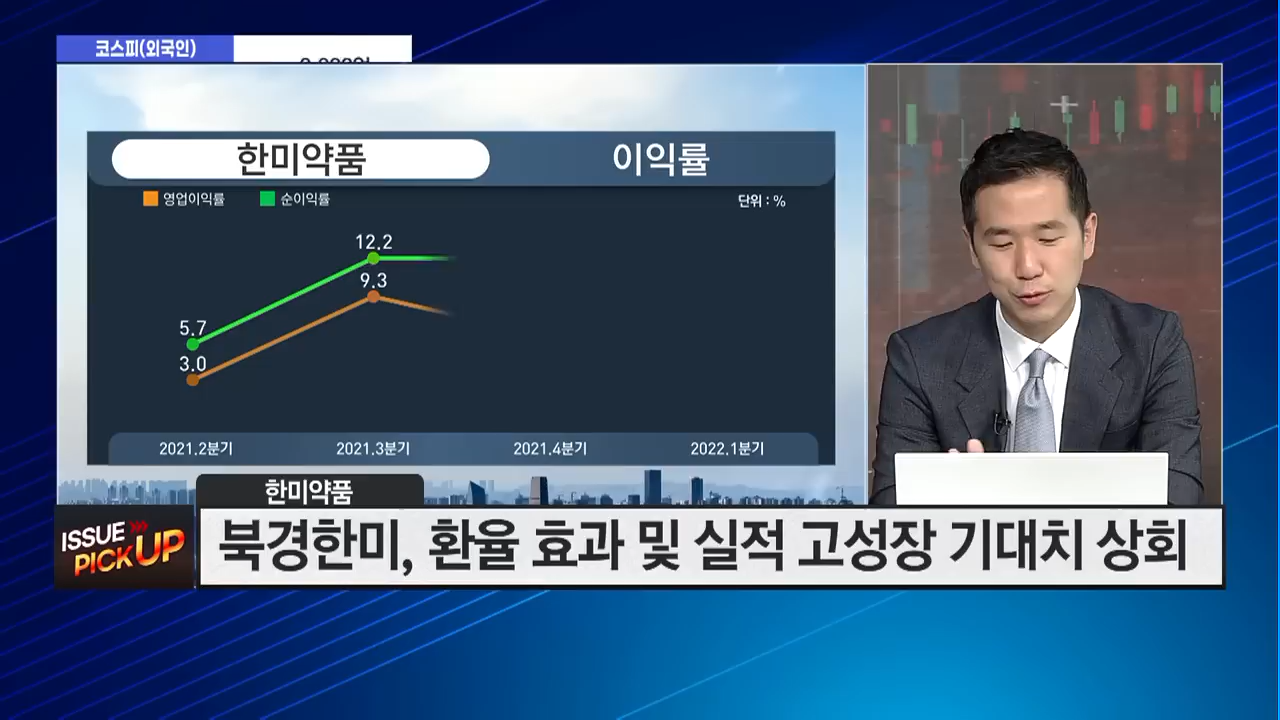 코스피(외국인)
한미약품
이익률
영업이익률
순이익률
단위 : %
12.2
9.3
5.7
3.0
2021.2분기
2021.3분기
2021.4분기
2022.1분기
한미약품
ISSUE
PICK UP
북경한미, 환율 효과 및 실적 고성장 기대치 상회